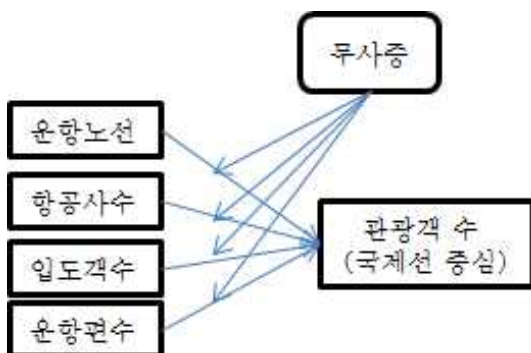 무사증
운항노선
항공사수
입도객수
운항편수
관광객 수
(국제선 중심)